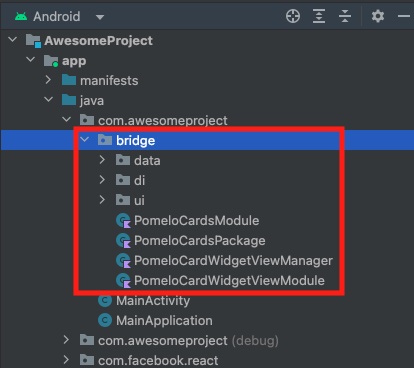 Android
AwesomeProject
app
manifests
java
com.awesomeproject
bridge
data
di
ui
PomeloCardsModule
PomeloCardsPackage
PomeloCardWidgetViewManager
PomeloCardWidgetViewModule
MainActivity
MainApplication
com.awesomeproject (debug)
com.facebook.react